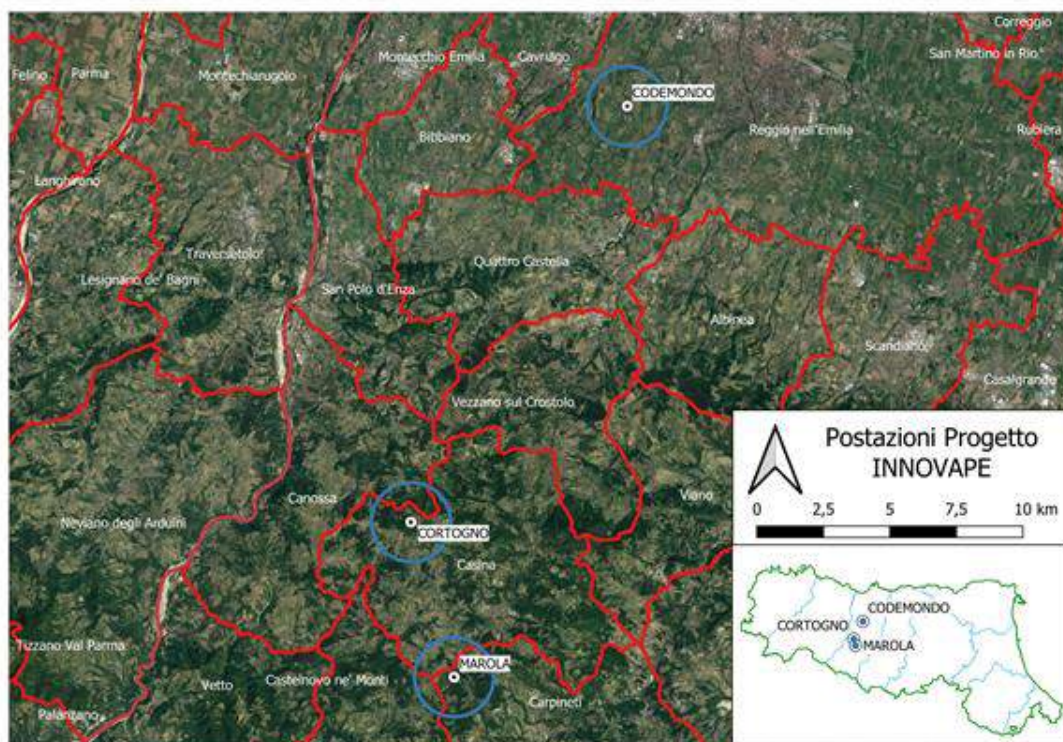 Correggio
San Martino in Rio
Felino
Parma
Montechiarugolo
Montecchio Emilia
Cavriago
CODEMONDO
Bibbiano
Reggio nell'Emilia
Rubiera
Langhirano
Traversetolo
Lesignano de' Bagni
San Polo d'Enza
Quattro Castella
Albinea
Scandiano
Casalgrande
Vezzano sul Crostolo
Canossa
Viano
Neviano degli Arduini
CORTOGNO
Casina
Tizzano Val Parma
MAROLA
Vetto
Castelnovo ne' Monti
Carpineti
Palanzano
Postazioni Progetto
INNOVAPE
0 2,5 5 7,5 10 km
CODEMONDO
CORTOGNO
MAROLA